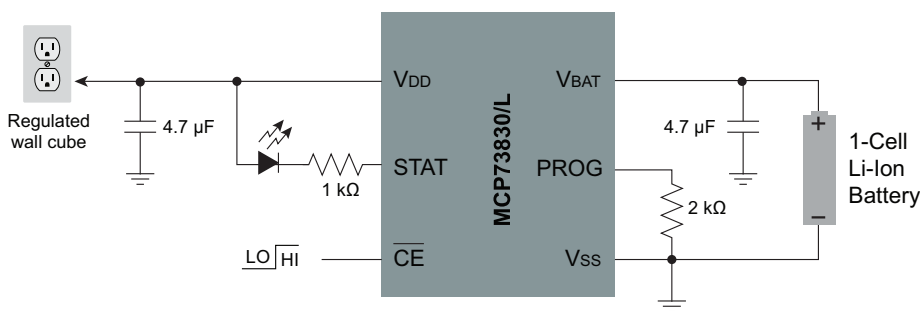 Regulated
wall cube
4.7 µF
1 kΩ
LO
HI
VDD
STAT
CE
MCP73830/L
VBAT
PROG
VSS
4.7 µF
2 kΩ
+
–
1-Cell
Li-Ion
Battery